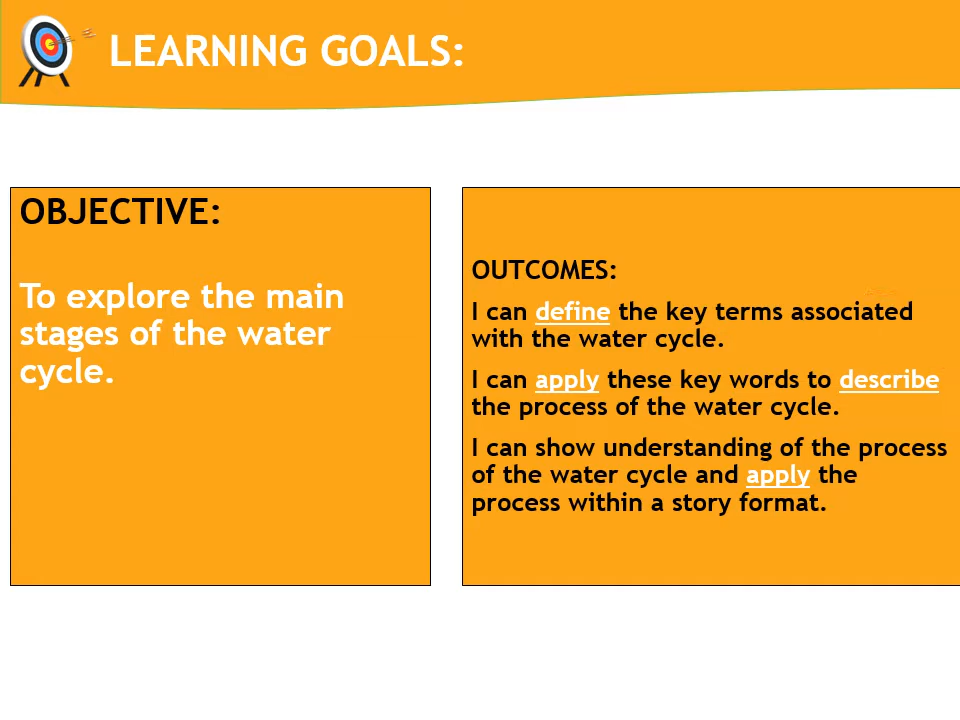 LEARNING GOALS:
OBJECTIVE:
To explore the main
stages of the water
cycle.
OUTCOMES:
I can define the key terms associated
with the water cycle.
I can apply these key words to describe
the process of the water cycle.
I can show understanding of the process
of the water cycle and apply the
process within a story format.